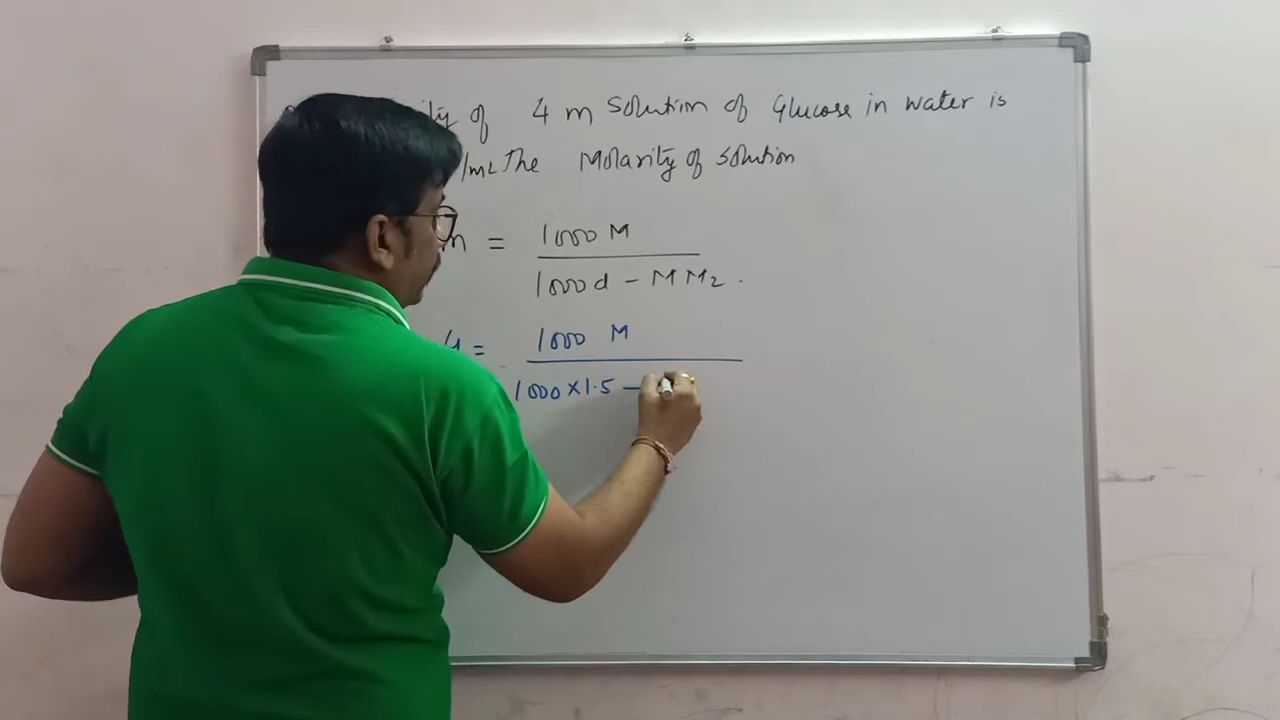 of 4 m Solution of Glucose in water is
/mL The Molarity of Solution
m = 1000 M
1000 d - M M2 .
4 = 1000 M
1000 × 1.5 -